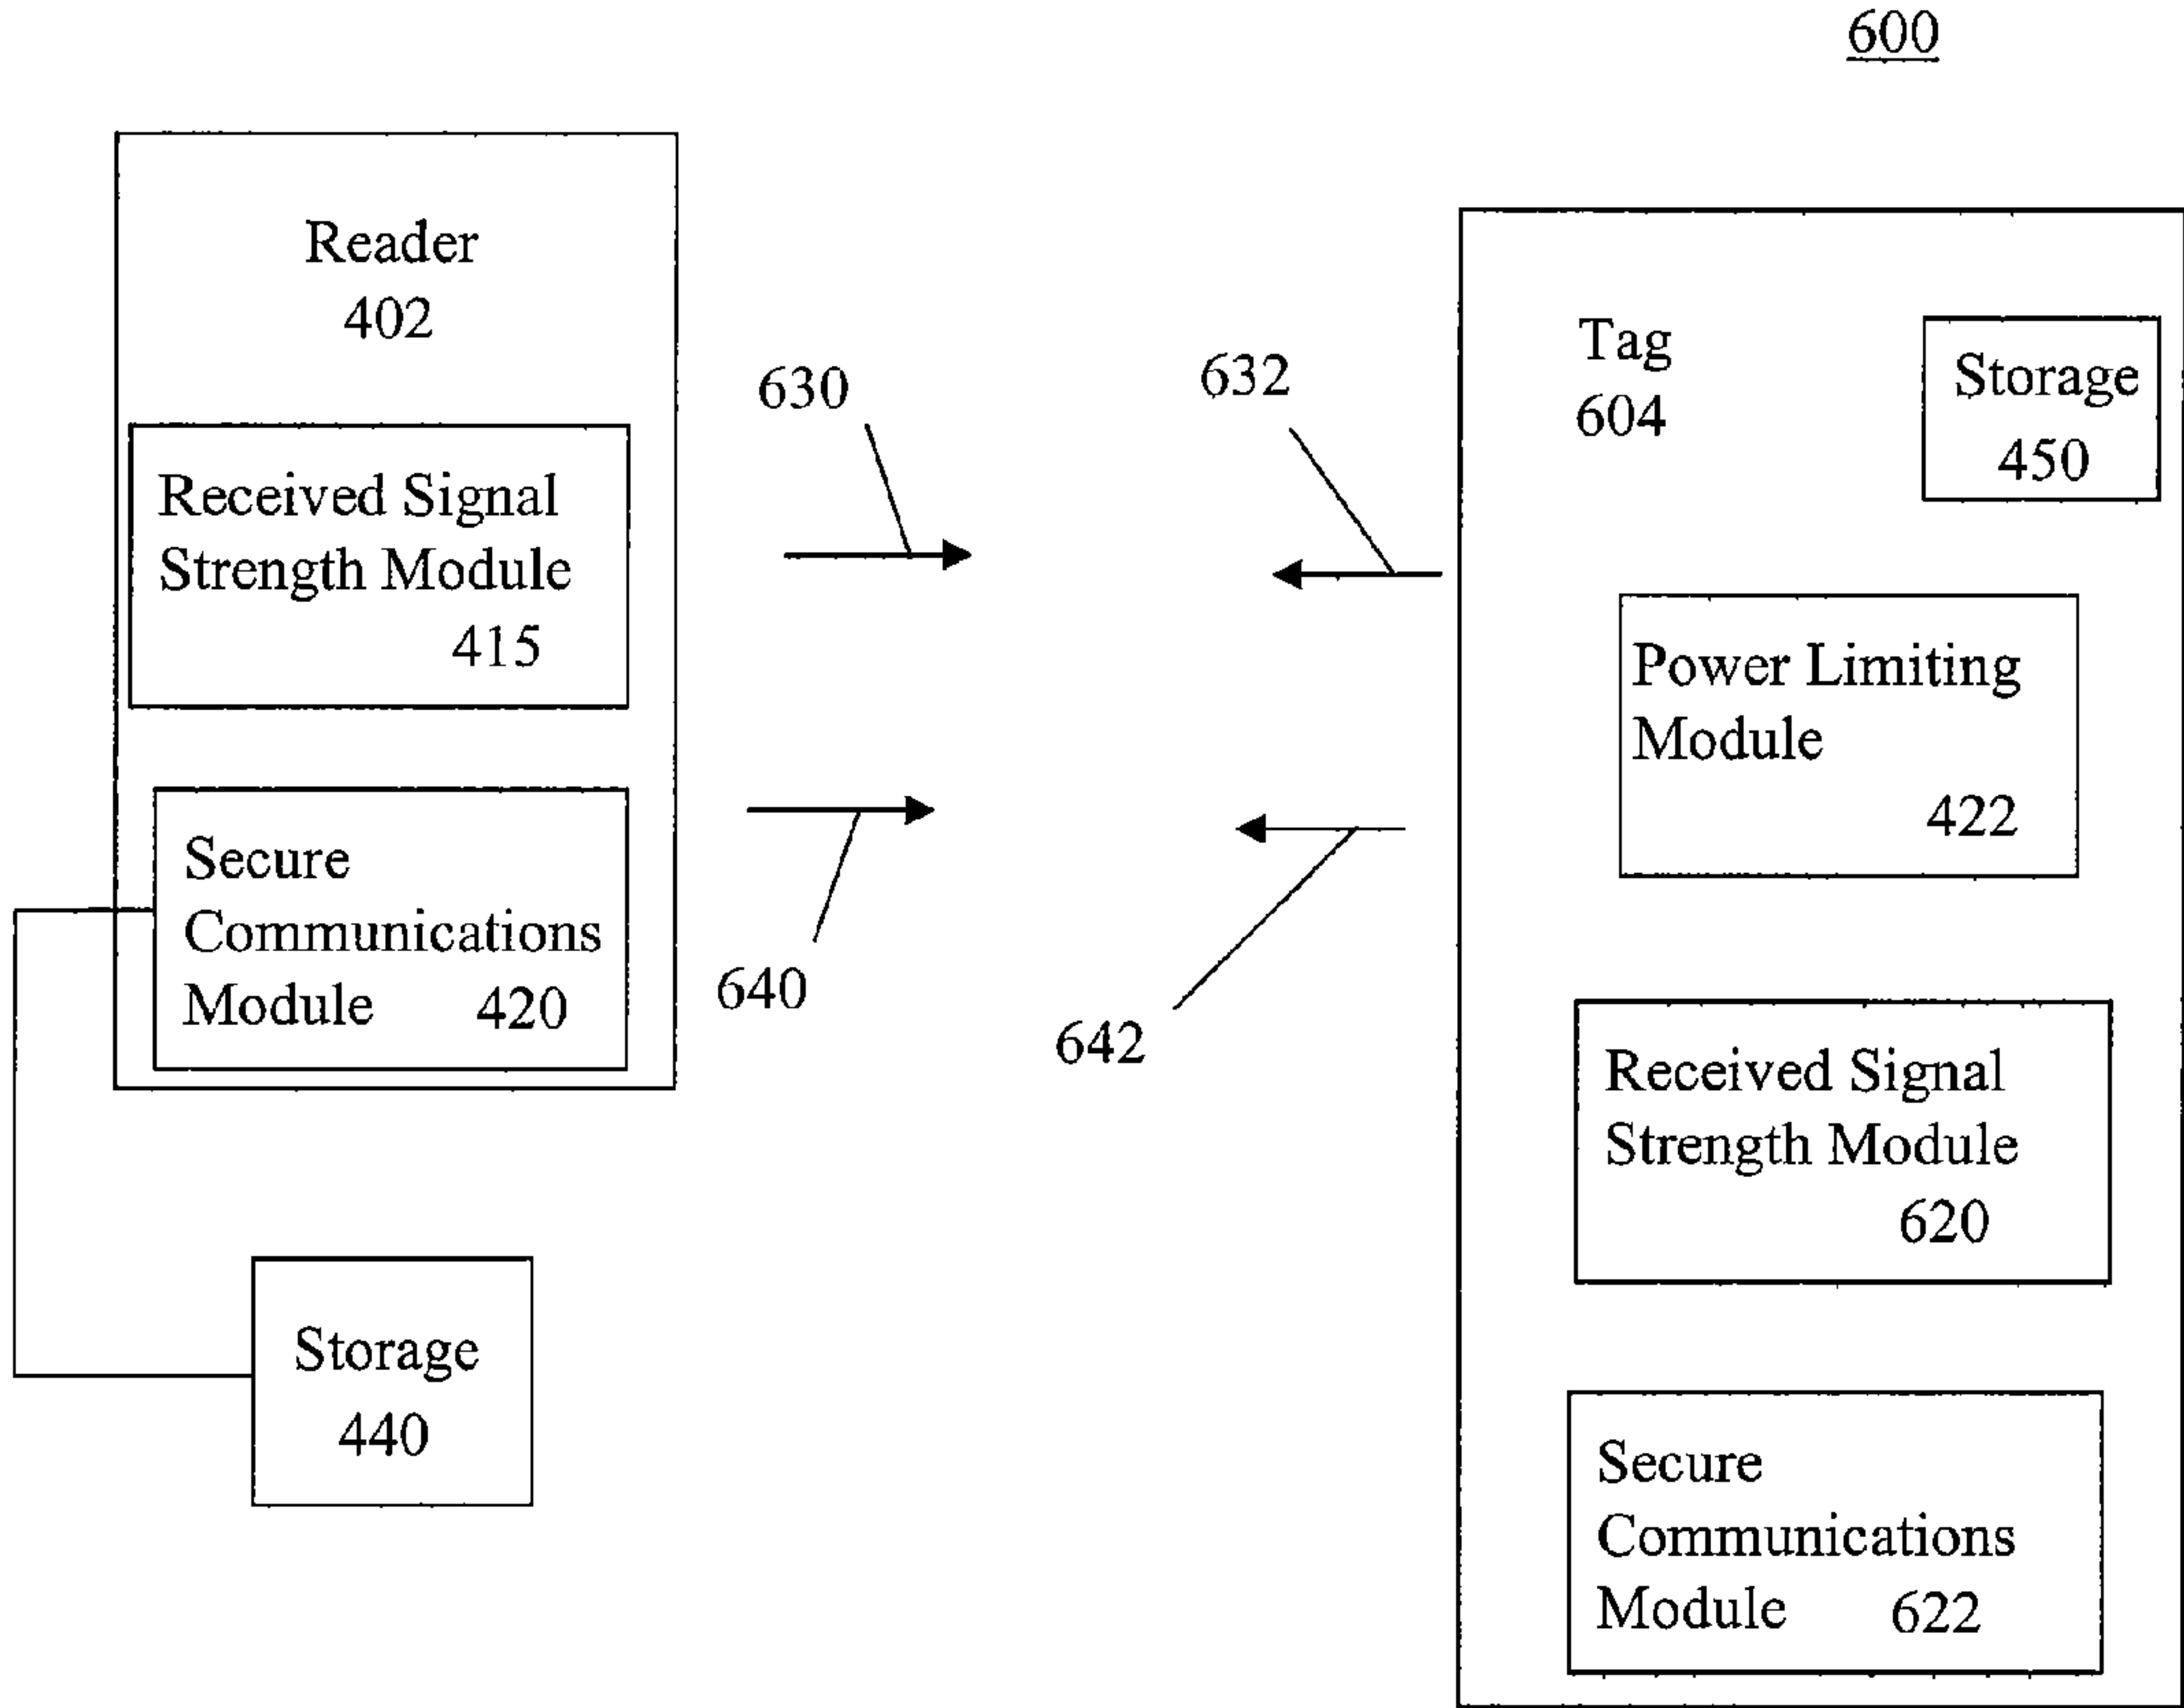 600
Reader
402
Received Signal
Strength Module
415
Secure
Communications
Module 420
Storage
440
630
632
640
642
Tag
604
Storage
450
Power Limiting
Module
422
Received Signal
Strength Module
620
Secure
Communications
Module 622